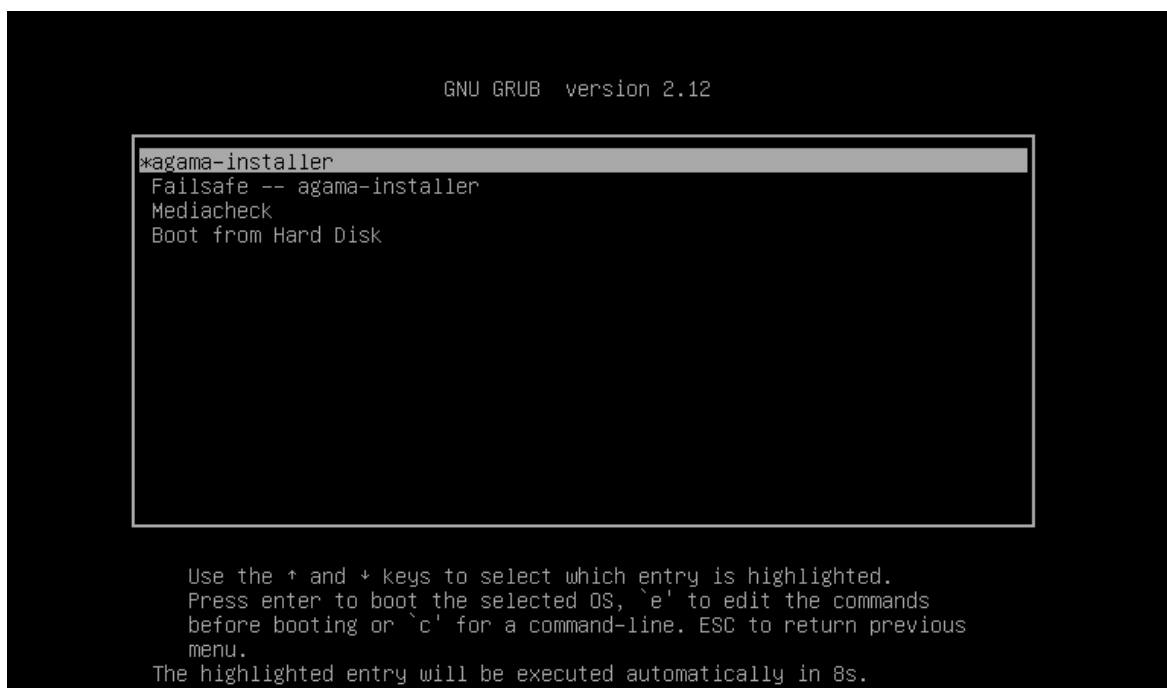 GNU GRUB  version 2.12
*agama-installer
Failsafe -- agama-installer
Mediacheck
Boot from Hard Disk
Use the ↑ and ↓ keys to select which entry is highlighted.
Press enter to boot the selected OS, `e' to edit the commands
before booting or `c' for a command-line. ESC to return previous
menu.
The highlighted entry will be executed automatically in 8s.